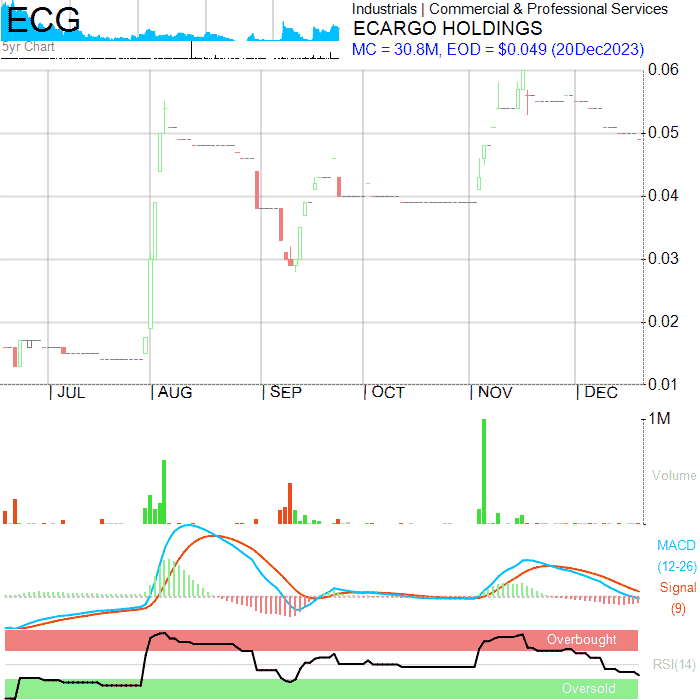 ECG
5yr Chart
Industrials | Commercial & Professional Services
ECARGO HOLDINGS
MC = 30.8M, EOD = $0.049 (20Dec2023)
0.06
0.05
0.04
0.03
0.02
0.01
JUL AUG SEP OCT NOV DEC
1M
Volume
MACD
(12-26)
Signal
(9)
Overbought
RSI(14)
Oversold